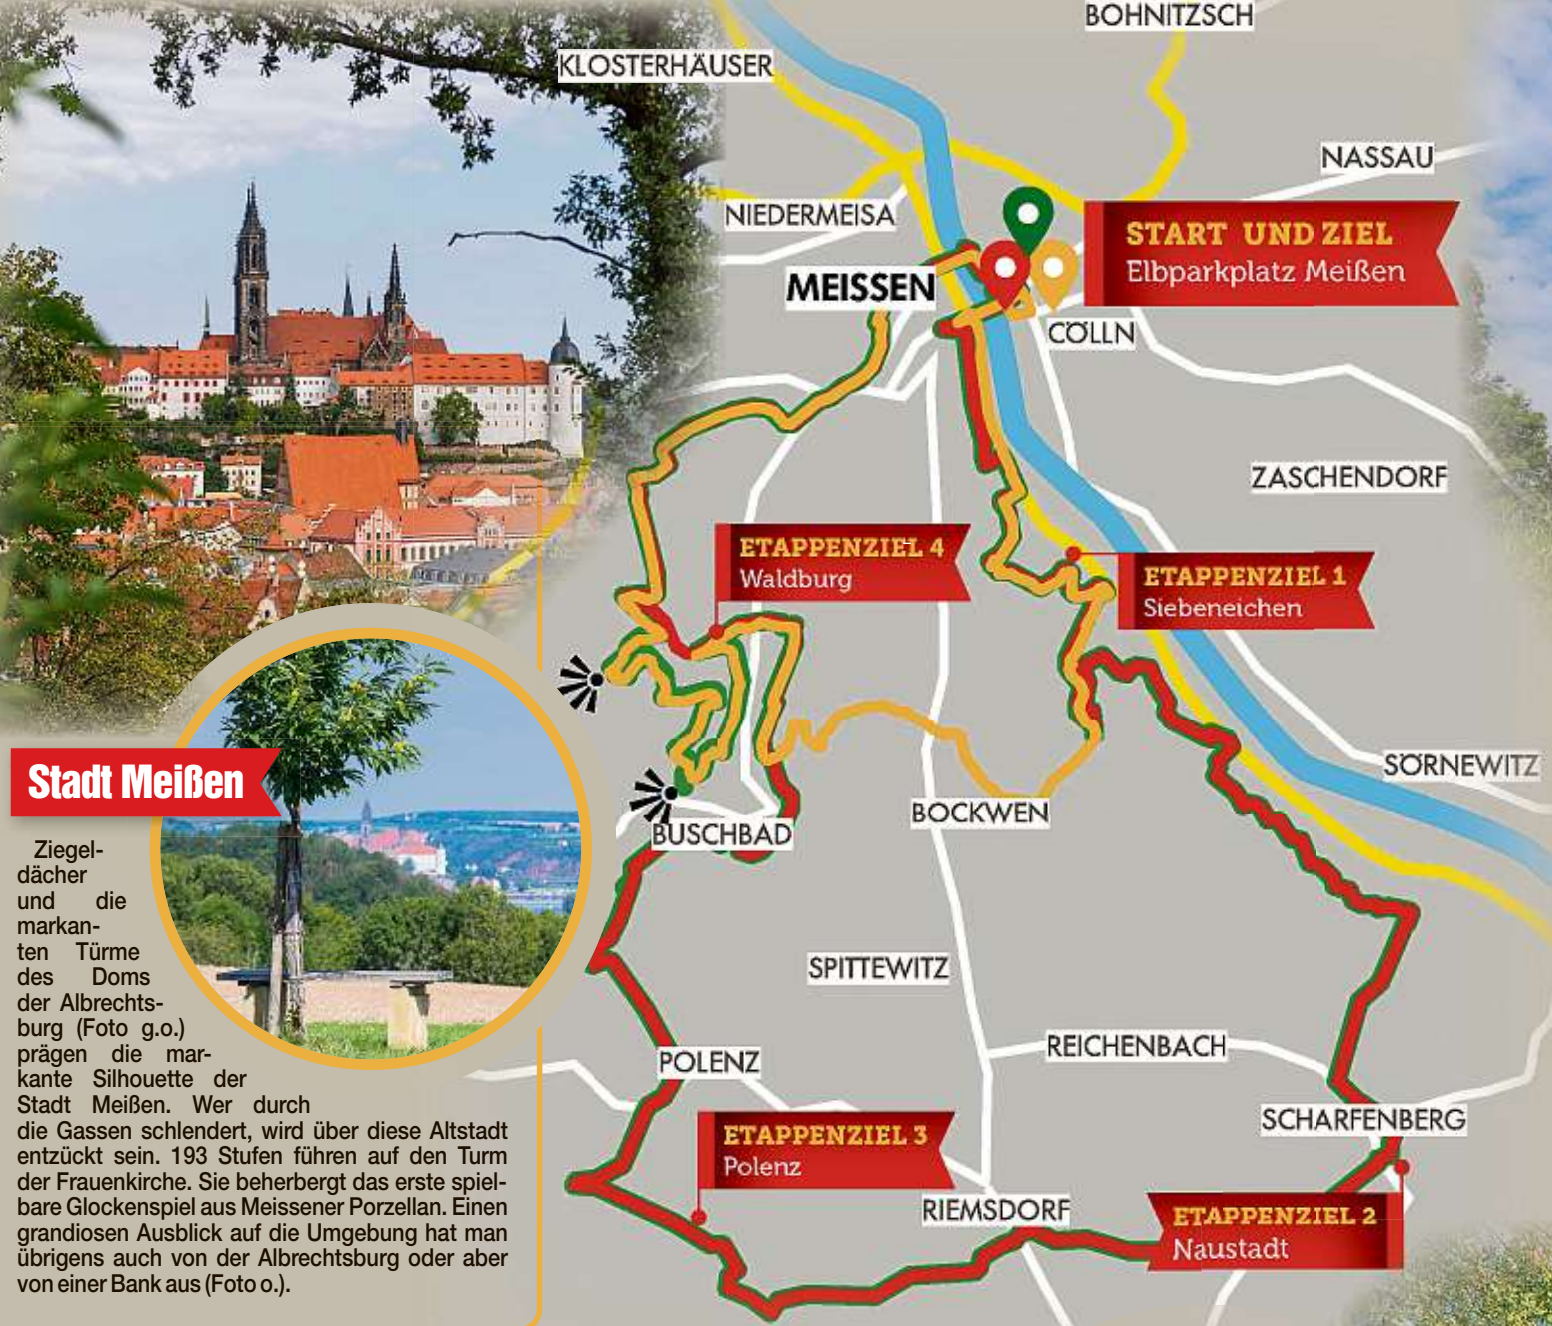 BOHNITZSCH
KLOSTERHÄUSER
NASSAU
NIEDERMEISA
START UND ZIEL
Elbparkplatz Meißen
MEISSEN
CÖLLN
ZASCHENDORF
ETAPPENZIEL 4
Waldburg
ETAPPENZIEL 1
Siebeneichen
SÖRNEWITZ
BOCKWEN
BUSCHBAD
SPITTEWITZ
REICHENBACH
POLENZ
SCHARFENBERG
ETAPPENZIEL 3
Polenz
RIEMSDORF
ETAPPENZIEL 2
Naustadt
Stadt Meißen
Ziegel-
dächer
und die
markan-
ten Türme
des Doms
der Albrechts-
burg (Foto g.o.)
prägen die mar-
kante Silhouette der
Stadt Meißen. Wer durch
die Gassen schlendert, wird über diese Altstadt
entzückt sein. 193 Stufen führen auf den Turm
der Frauenkirche. Sie beherbergt das erste spiel-
bare Glockenspiel aus Meissener Porzellan. Einen
grandiosen Ausblick auf die Umgebung hat man
übrigens auch von der Albrechtsburg oder aber
von einer Bank aus (Foto o.).